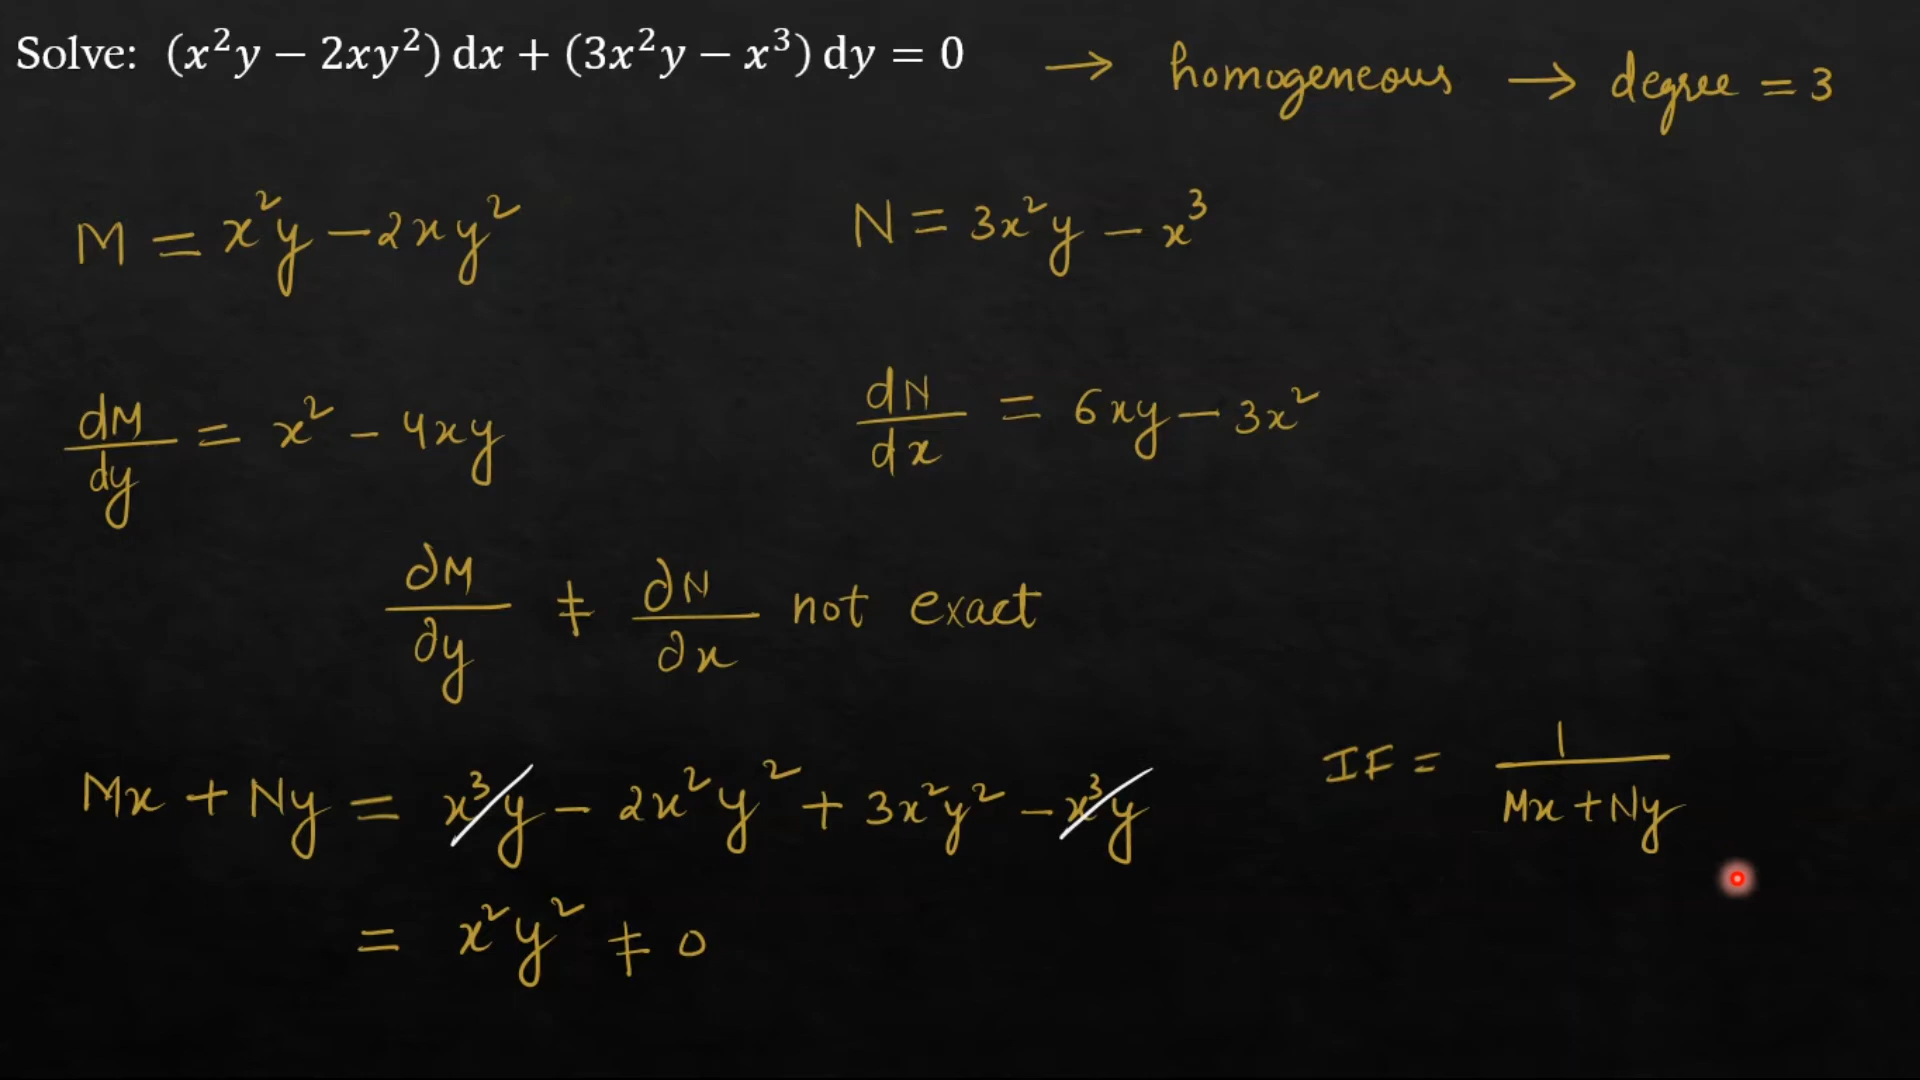 Solve: (x²y − 2xy²) dx + (3x²y − x³) dy = 0 → homogeneous → degree = 3
M = x²y − 2xy² N = 3x²y − x³
dM/dy = x² − 4xy dN/dx = 6xy − 3x²
∂M/∂y ≠ ∂N/∂x not exact
Mx + Ny = x³y − 2x²y² + 3x²y² − x³y IF = 1/(Mx + Ny)
= x²y² ≠ 0